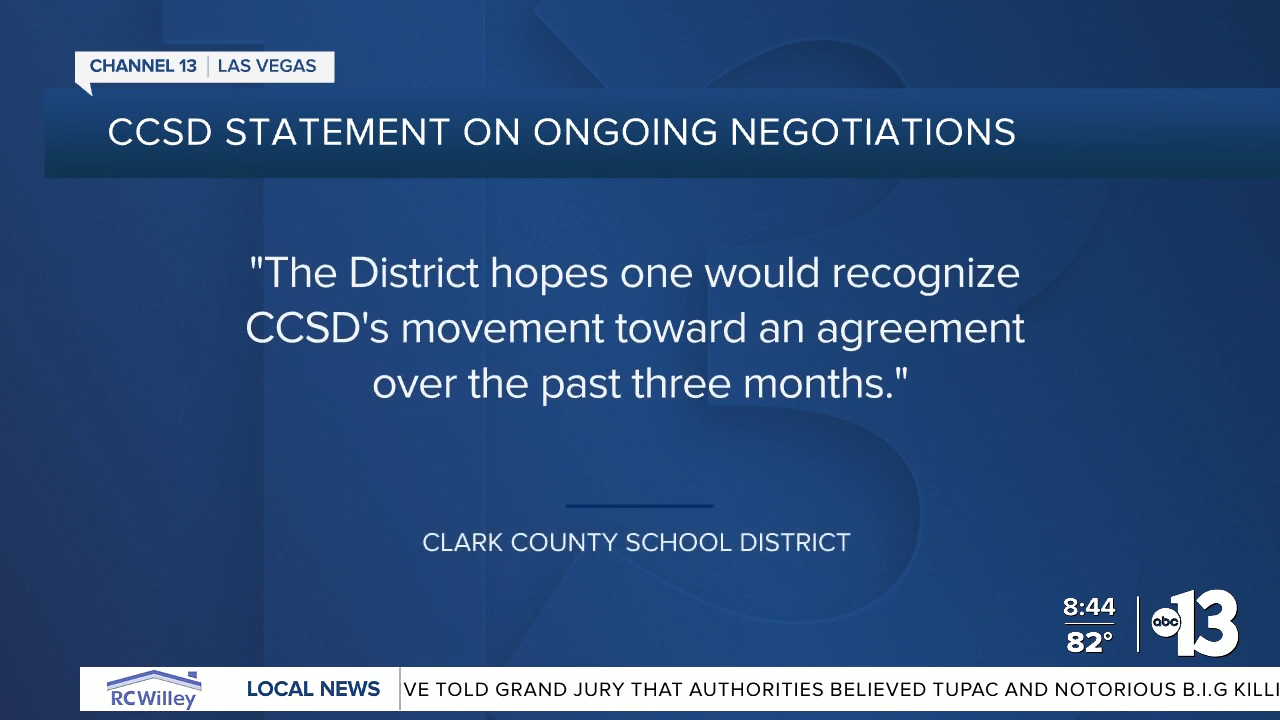 CHANNEL 13 | LAS VEGAS
CCSD STATEMENT ON ONGOING NEGOTIATIONS
"The District hopes one would recognize
CCSD's movement toward an agreement
over the past three months."
CLARK COUNTY SCHOOL DISTRICT
8:44
82°
abc 13
RCWilley
LOCAL NEWS
VE TOLD GRAND JURY THAT AUTHORITIES BELIEVED TUPAC AND NOTORIOUS B.I.G KILLI